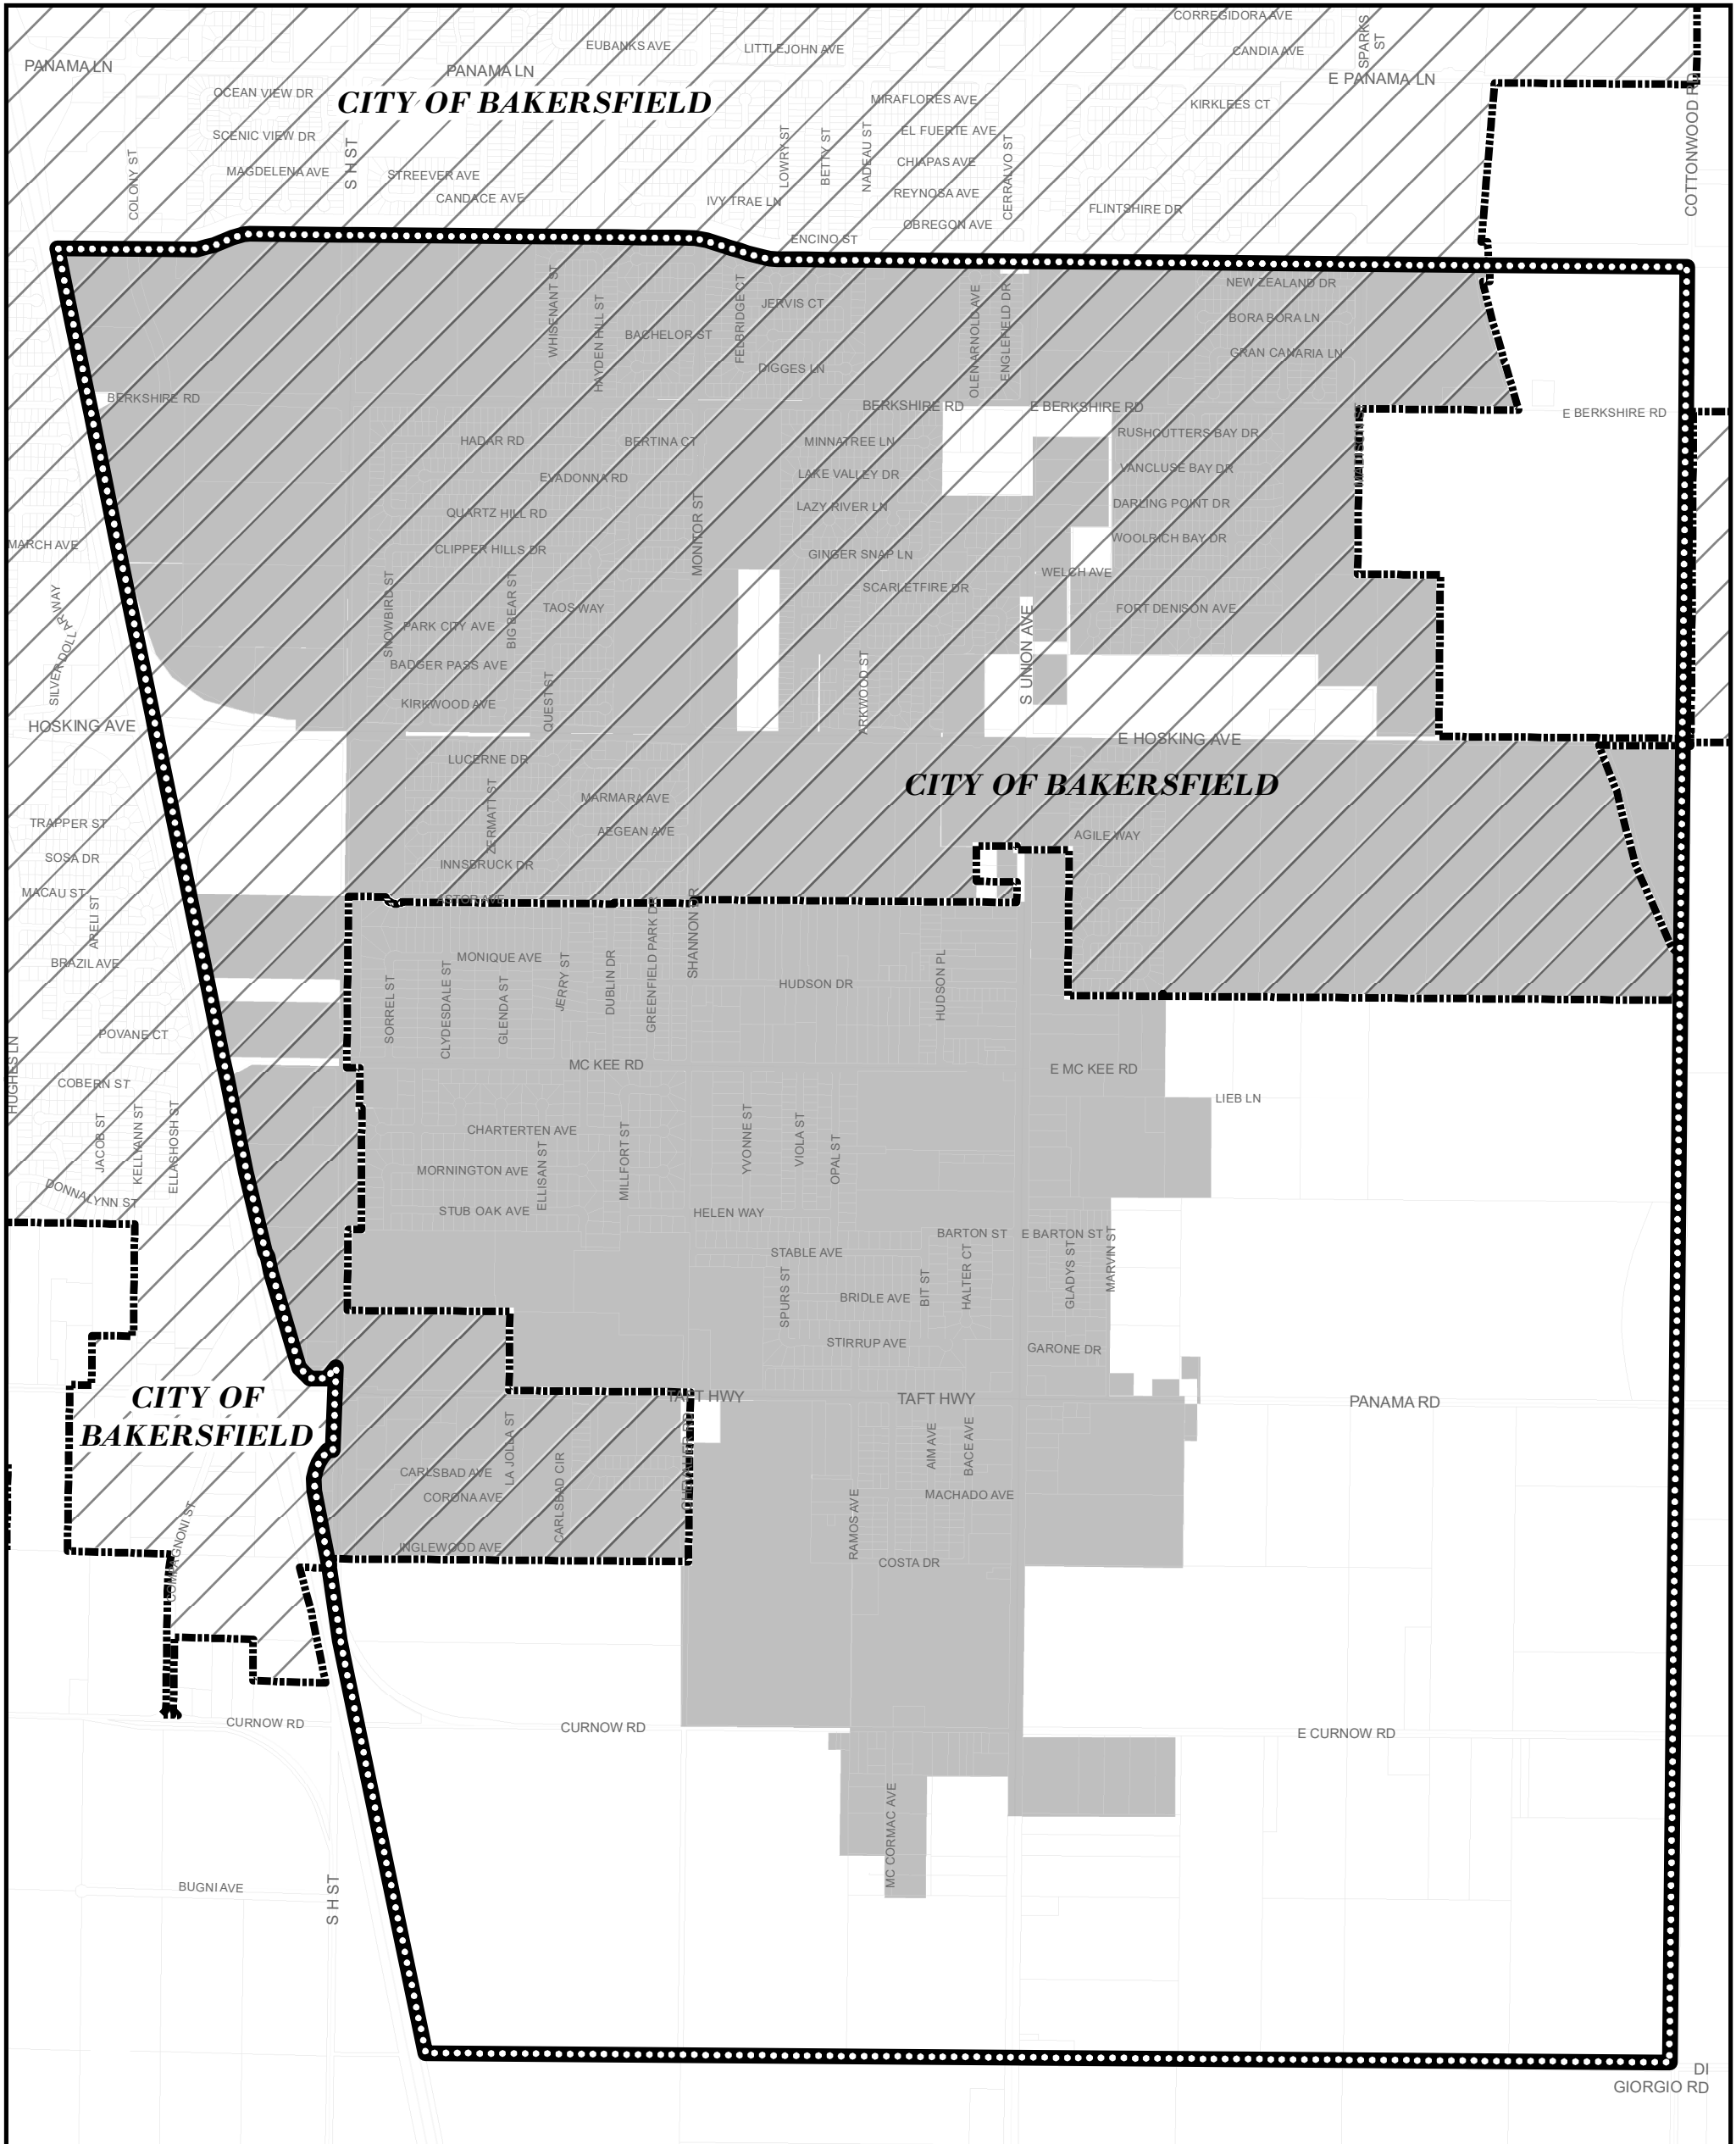 CORREGIDORA AVE
SPARKS ST
EUBANKS AVE
LITTLEJOHN AVE
CANDIA AVE
PANAMA LN
PANAMA LN
E PANAMA LN
OCEAN VIEW DR
CITY OF BAKERSFIELD
MIRAFLORES AVE
KIRKLEES CT
COTTONWOOD RD
SCENIC VIEW DR
EL FUERTE AVE
LOWRY ST
BETTY ST
NADEAU ST
CERRALVO ST
S H ST
COLONY ST
MAGDELENA AVE
STREEVER AVE
CHIAPAS AVE
CANDACE AVE
IVY TRAE LN
REYNOSA AVE
FLINTSHIRE DR
OBREGON AVE
ENCINO ST
NEW ZEALAND DR
WHISENANT ST
HAYDEN HILL ST
FELBRIDGE CT
JERVIS CT
OLEN ARNOLD AVE
ENGLEFIELD DR
BORA BORA LN
BACHELOR ST
GRAN CANARIA LN
DIGGES LN
BERKSHIRE RD
BERKSHIRE RD
E BERKSHIRE RD
E BERKSHIRE RD
HADAR RD
BERTINA CT
MINNATREE LN
RUSHCUTTERS BAY DR
EVADONNA RD
LAKE VALLEY DR
VANCLUSE BAY DR
QUARTZ HILL RD
MONITOR ST
LAZY RIVER LN
DARLING POINT DR
MARCH AVE
CLIPPER HILLS DR
GINGER SNAP LN
WOOLRICH BAY DR
WELCH AVE
SCARLETFIRE DR
SNOWBIRD ST
BIG BEAR ST
TAOS WAY
FORT DENISON AVE
SILVER DOLLAR WAY
PARK CITY AVE
S UNION AVE
BADGER PASS AVE
ARKWOOD ST
KIRKWOOD AVE
QUEST ST
HOSKING AVE
E HOSKING AVE
LUCERNE DR
CITY OF BAKERSFIELD
ZERMATT ST
MARMARA AVE
TRAPPER ST
AEGEAN AVE
AGILE WAY
SOSA DR
INNSBRUCK DR
MACAU ST
ASTOR AVE
ARELI ST
GREENFIELD PARK DR
SHANNON DR
BRAZIL AVE
MONIQUE AVE
JERRY ST
DUBLIN DR
HUDSON DR
HUDSON PL
SORREL ST
CLYDESDALE ST
GLENDA ST
POVANE CT
MC KEE RD
E MC KEE RD
HUGHES LN
COBERN ST
LIEB LN
JACOB ST
KELLYANN ST
ELLASHOSH ST
CHARTERTEN AVE
YVONNE ST
VIOLA ST
OPAL ST
MORNINGTON AVE
ELLISAN ST
MILLFORT ST
DONNALYNN ST
STUB OAK AVE
HELEN WAY
BARTON ST
E BARTON ST
STABLE AVE
GLADYS ST
MARVIN ST
SPURS ST
BRIDLE AVE
BIT ST
HALTER CT
STIRRUP AVE
GARONE DR
TAFT HWY
TAFT HWY
PANAMA RD
CITY OF
BAKERSFIELD
LA JOLLA ST
AIM AVE
BACE AVE
CARLSBAD AVE
CARLSBAD CIR
CORONA AVE
RAMOS AVE
MACHADO AVE
COMPAGNONI ST
INGLEWOOD AVE
COSTA DR
CURNOW RD
CURNOW RD
E CURNOW RD
MC CORMAC AVE
BUGNI AVE
S H ST
DI
GIORGIO RD